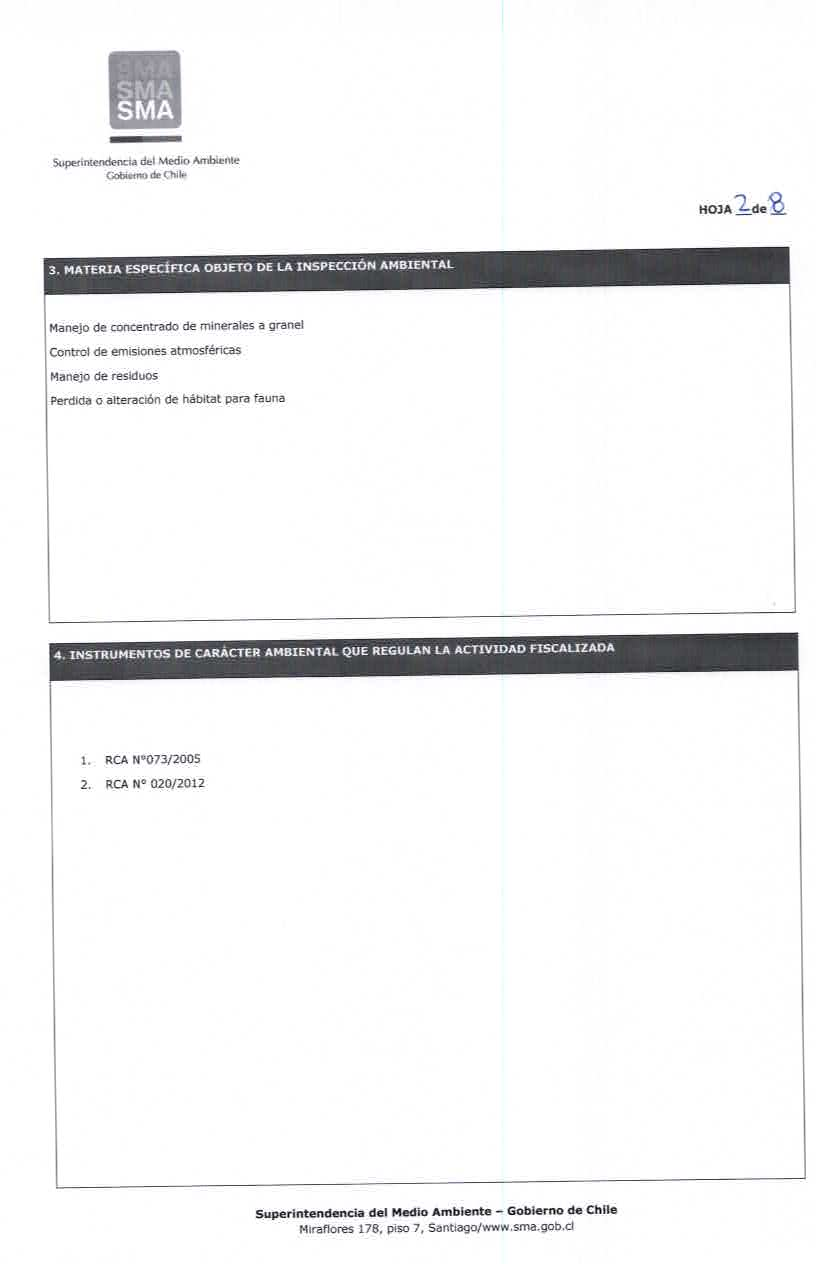 SMA
SMA
SMA
Superintendencia del Medio Ambiente
Gobierno de Chile
HOJA 2 de 8
3. MATERIA ESPECÍFICA OBJETO DE LA INSPECCIÓN AMBIENTAL
Manejo de concentrado de minerales a granel
Control de emisiones atmosféricas
Manejo de residuos
Perdida o alteración de hábitat para fauna
4. INSTRUMENTOS DE CARÁCTER AMBIENTAL QUE REGULAN LA ACTIVIDAD FISCALIZADA
1. RCA N°073/2005
2. RCA N° 020/2012
Superintendencia del Medio Ambiente – Gobierno de Chile
Miraflores 178, piso 7, Santiago/www.sma.gob.cl